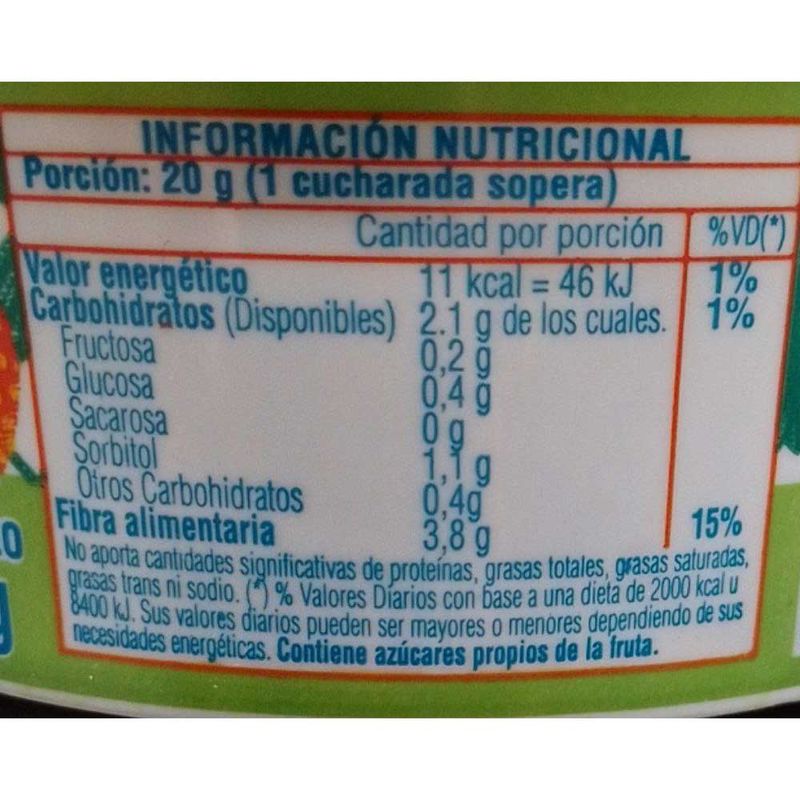 INFORMACIÓN NUTRICIONAL
Porción: 20 g (1 cucharada sopera)
Cantidad por porción %VD(*)
Valor energético 11 kcal = 46 kJ 1%
Carbohidratos (Disponibles) 2.1 g de los cuales. 1%
Fructosa 0,2 g
Glucosa 0,4 g
Sacarosa 0 g
Sorbitol 1,1 g
Otros Carbohidratos 0,4g
Fibra alimentaria 3,8 g 15%
No aporta cantidades significativas de proteínas, grasas totales, grasas saturadas,
grasas trans ni sodio. (*) % Valores Diarios con base a una dieta de 2000 kcal u
8400 kJ. Sus valores diarios pueden ser mayores o menores dependiendo de sus
necesidades energéticas. Contiene azúcares propios de la fruta.